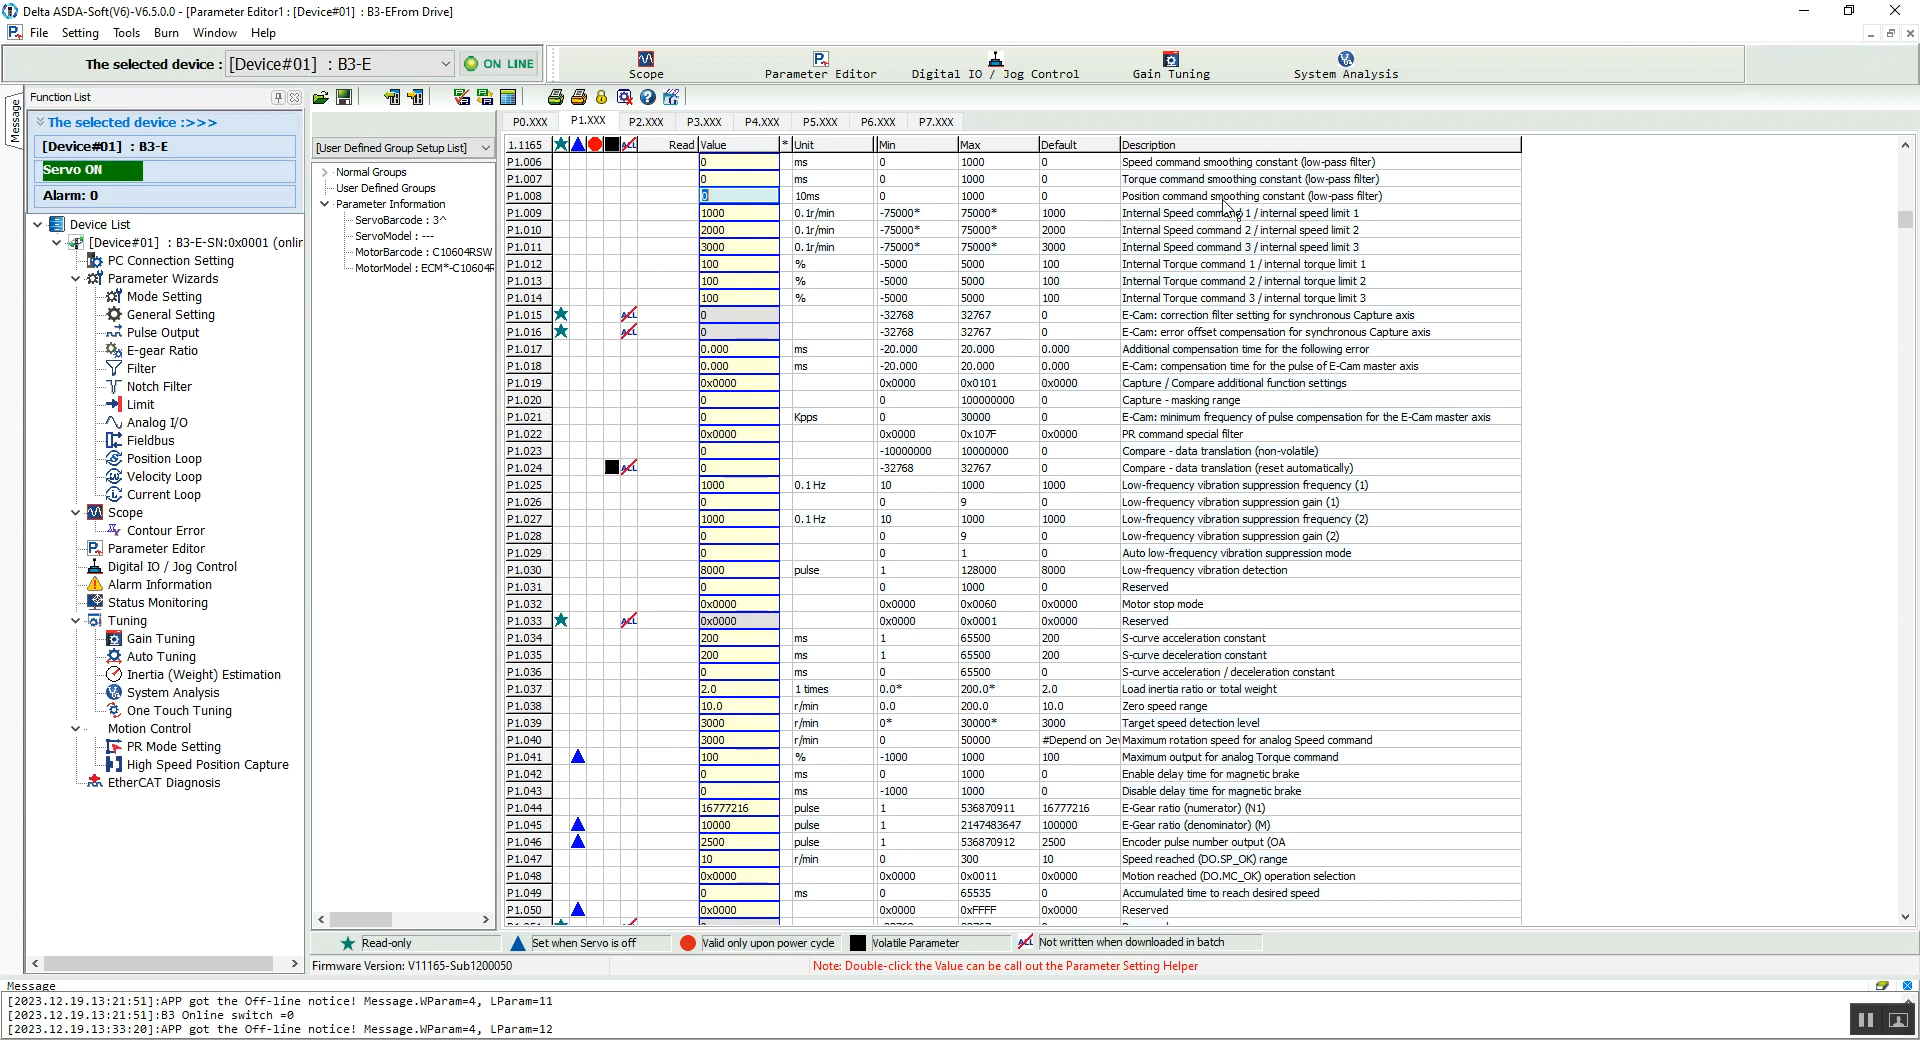 Delta ASDA-Soft(V6)-V6.5.0.0 - [Parameter Editor1 : [Device#01] : B3-EFrom Drive]
File Setting Tools Burn Window Help
The selected device : [Device#01] : B3-E ON LINE
Scope Parameter Editor Digital IO / Jog Control Gain Tuning System Analysis
Message
Function List
The selected device :>>>
[Device#01] : B3-E
Servo ON
Alarm: 0
Device List
[Device#01] : B3-E-SN:0x0001 (onlin
PC Connection Setting
Parameter Wizards
Mode Setting
General Setting
Pulse Output
E-gear Ratio
Filter
Notch Filter
Limit
Analog I/O
Fieldbus
Position Loop
Velocity Loop
Current Loop
Scope
Contour Error
Parameter Editor
Digital IO / Jog Control
Alarm Information
Status Monitoring
Tuning
Gain Tuning
Auto Tuning
Inertia (Weight) Estimation
System Analysis
One Touch Tuning
Motion Control
PR Mode Setting
High Speed Position Capture
EtherCAT Diagnosis
[User Defined Group Setup List]
Normal Groups
User Defined Groups
Parameter Information
ServoBarcode : 3^
ServoModel : ---
MotorBarcode : C10604RSW
MotorModel : ECM*-C10604R
P0.XXX P1.XXX P2.XXX P3.XXX P4.XXX P5.XXX P6.XXX P7.XXX
1.1165 ALL Read Value * Unit Min Max Default Description
P1.006 0 ms 0 1000 0 Speed command smoothing constant (low-pass filter)
P1.007 0 ms 0 1000 0 Torque command smoothing constant (low-pass filter)
P1.008 0 10ms 0 1000 0 Position command smoothing constant (low-pass filter)
P1.009 1000 0.1r/min -75000* 75000* 1000 Internal Speed command 1 / internal speed limit 1
P1.010 2000 0.1r/min -75000* 75000* 2000 Internal Speed command 2 / internal speed limit 2
P1.011 3000 0.1r/min -75000* 75000* 3000 Internal Speed command 3 / internal speed limit 3
P1.012 100 % -5000 5000 100 Internal Torque command 1 / internal torque limit 1
P1.013 100 % -5000 5000 100 Internal Torque command 2 / internal torque limit 2
P1.014 100 % -5000 5000 100 Internal Torque command 3 / internal torque limit 3
P1.015 ALL 0 -32768 32767 0 E-Cam: correction filter setting for synchronous Capture axis
P1.016 ALL 0 -32768 32767 0 E-Cam: error offset compensation for synchronous Capture axis
P1.017 0.000 ms -20.000 20.000 0.000 Additional compensation time for the following error
P1.018 0.000 ms -20.000 20.000 0.000 E-Cam: compensation time for the pulse of E-Cam master axis
P1.019 0x0000 0x0000 0x0101 0x0000 Capture / Compare additional function settings
P1.020 0 0 100000000 0 Capture - masking range
P1.021 0 Kpps 0 30000 0 E-Cam: minimum frequency of pulse compensation for the E-Cam master axis
P1.022 0x0000 0x0000 0x107F 0x0000 PR command special filter
P1.023 0 -10000000 10000000 0 Compare - data translation (non-volatile)
P1.024 ALL 0 -32768 32767 0 Compare - data translation (reset automatically)
P1.025 1000 0.1Hz 10 1000 1000 Low-frequency vibration suppression frequency (1)
P1.026 0 0 9 0 Low-frequency vibration suppression gain (1)
P1.027 1000 0.1Hz 10 1000 1000 Low-frequency vibration suppression frequency (2)
P1.028 0 0 9 0 Low-frequency vibration suppression gain (2)
P1.029 0 0 1 0 Auto low-frequency vibration suppression mode
P1.030 8000 pulse 1 128000 8000 Low-frequency vibration detection
P1.031 0 0 1000 0 Reserved
P1.032 0x0000 0x0000 0x0060 0x0000 Motor stop mode
P1.033 ALL 0x0000 0x0000 0x0001 0x0000 Reserved
P1.034 200 ms 1 65500 200 S-curve acceleration constant
P1.035 200 ms 1 65500 200 S-curve deceleration constant
P1.036 0 ms 0 65500 0 S-curve acceleration / deceleration constant
P1.037 2.0 1 times 0.0* 200.0* 2.0 Load inertia ratio or total weight
P1.038 10.0 r/min 0.0 200.0 10.0 Zero speed range
P1.039 3000 r/min 0* 30000* 3000 Target speed detection level
P1.040 3000 r/min 0 50000 #Depend on Dev Maximum rotation speed for analog Speed command
P1.041 100 % -1000 1000 100 Maximum output for analog Torque command
P1.042 0 ms 0 1000 0 Enable delay time for magnetic brake
P1.043 0 ms -1000 1000 0 Disable delay time for magnetic brake
P1.044 16777216 pulse 1 536870911 16777216 E-Gear ratio (numerator) (N1)
P1.045 10000 pulse 1 2147483647 100000 E-Gear ratio (denominator) (M)
P1.046 2500 pulse 1 536870912 2500 Encoder pulse number output (OA
P1.047 10 r/min 0 300 10 Speed reached (DO.SP_OK) range
P1.048 0x0000 0x0000 0x0011 0x0000 Motion reached (DO.MC_OK) operation selection
P1.049 0 ms 0 65535 0 Accumulated time to reach desired speed
P1.050 0x0000 0x0000 0xFFFF 0x0000 Reserved
Read-only Set when Servo is off Valid only upon power cycle Volatile Parameter ALL Not written when downloaded in batch
Firmware Version: V11165-Sub1200050 Note: Double-click the Value can be call out the Parameter Setting Helper
Message
[2023.12.19.13:21:51]:APP got the Off-line notice! Message.WParam=4, LParam=11
[2023.12.19.13:21:51]:B3 Online switch =0
[2023.12.19.13:33:20]:APP got the Off-line notice! Message.WParam=4, LParam=12